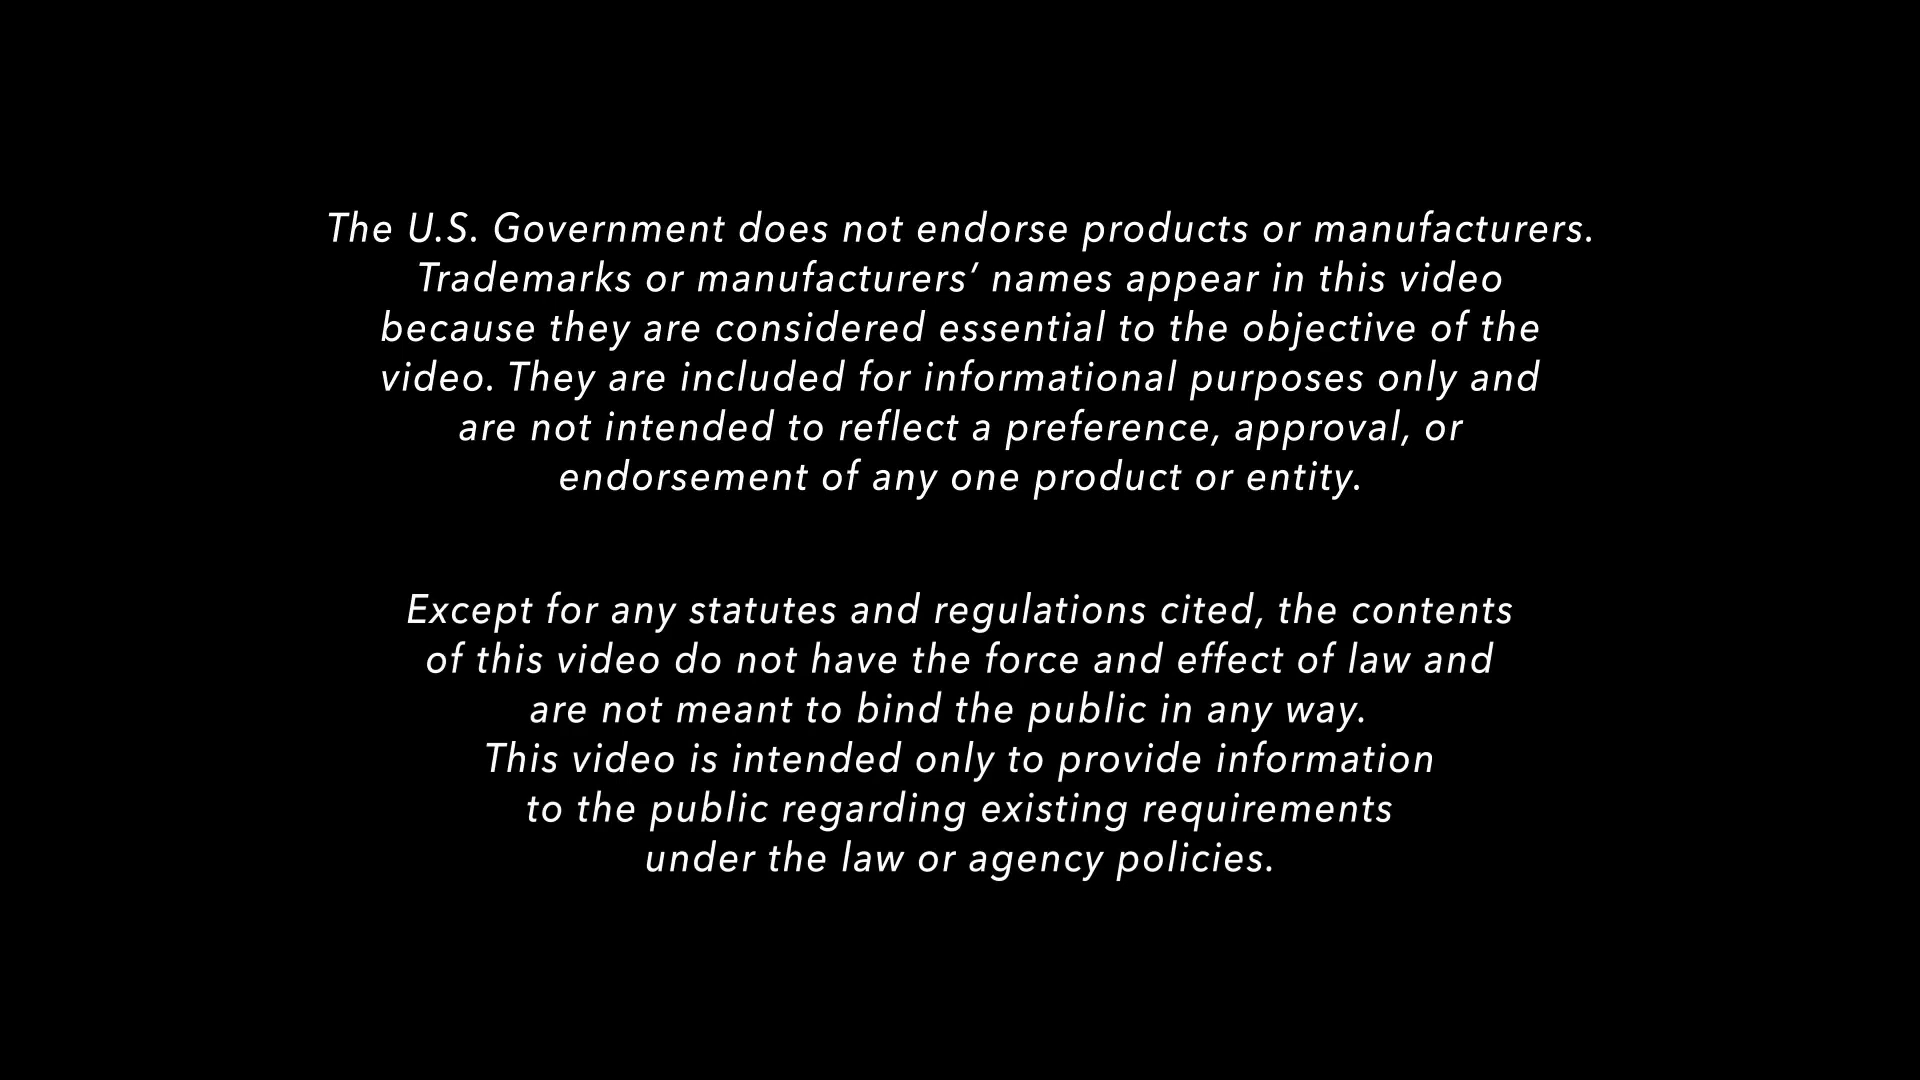 The U.S. Government does not endorse products or manufacturers.
Trademarks or manufacturers’ names appear in this video
because they are considered essential to the objective of the
video. They are included for informational purposes only and
are not intended to reflect a preference, approval, or
endorsement of any one product or entity.
Except for any statutes and regulations cited, the contents
of this video do not have the force and effect of law and
are not meant to bind the public in any way.
This video is intended only to provide information
to the public regarding existing requirements
under the law or agency policies.